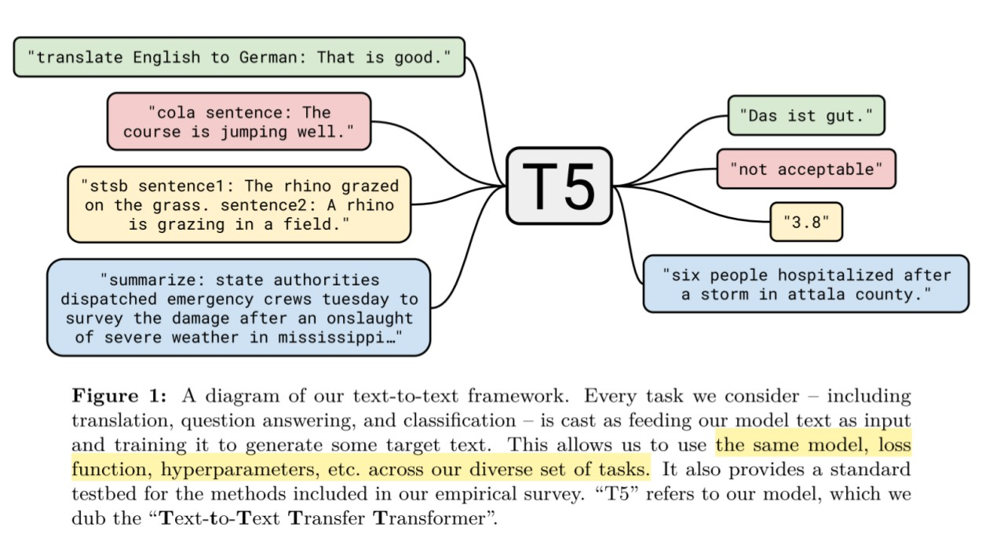 "translate English to German: That is good."
"cola sentence: The
course is jumping well."
"stsb sentence1: The rhino grazed
on the grass. sentence2: A rhino
is grazing in a field."
"summarize: state authorities
dispatched emergency crews tuesday to
survey the damage after an onslaught
of severe weather in mississippi…"
T5
"Das ist gut."
"not acceptable"
"3.8"
"six people hospitalized after
a storm in attala county."
Figure 1: A diagram of our text-to-text framework. Every task we consider – including
translation, question answering, and classification – is cast as feeding our model text as input
and training it to generate some target text. This allows us to use the same model, loss
function, hyperparameters, etc. across our diverse set of tasks. It also provides a standard
testbed for the methods included in our empirical survey. “T5” refers to our model, which we
dub the “Text-to-Text Transfer Transformer”.